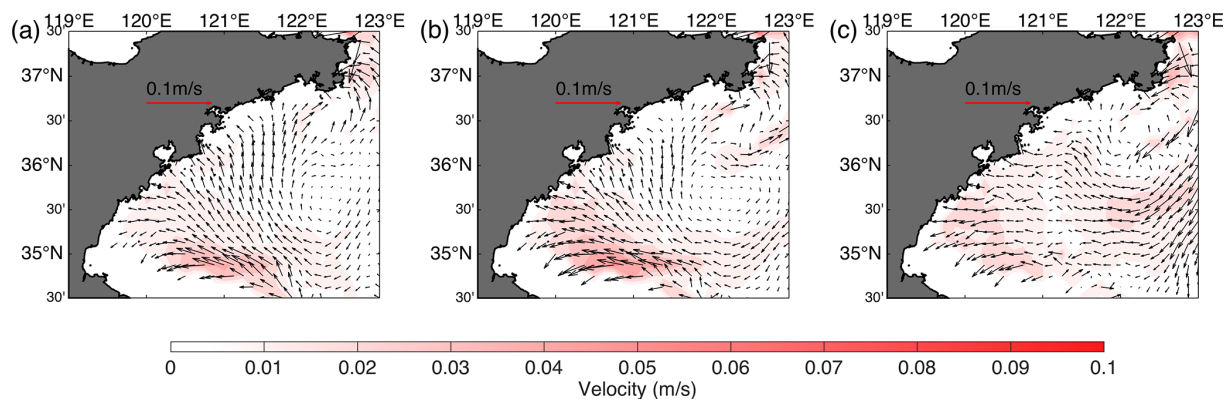 119°E 120°E 121°E 122°E 123°E 119°E 120°E 121°E 122°E 123°E 119°E 120°E 121°E 122°E 123°E
(a) 30' (b) 30' (c) 30'
37°N 37°N 37°N
0.1m/s 0.1m/s 0.1m/s
30' 30' 30'
36°N 36°N 36°N
30' 30' 30'
35°N 35°N 35°N
30' 30' 30'
0 0.01 0.02 0.03 0.04 0.05 0.06 0.07 0.08 0.09 0.1
Velocity (m/s)